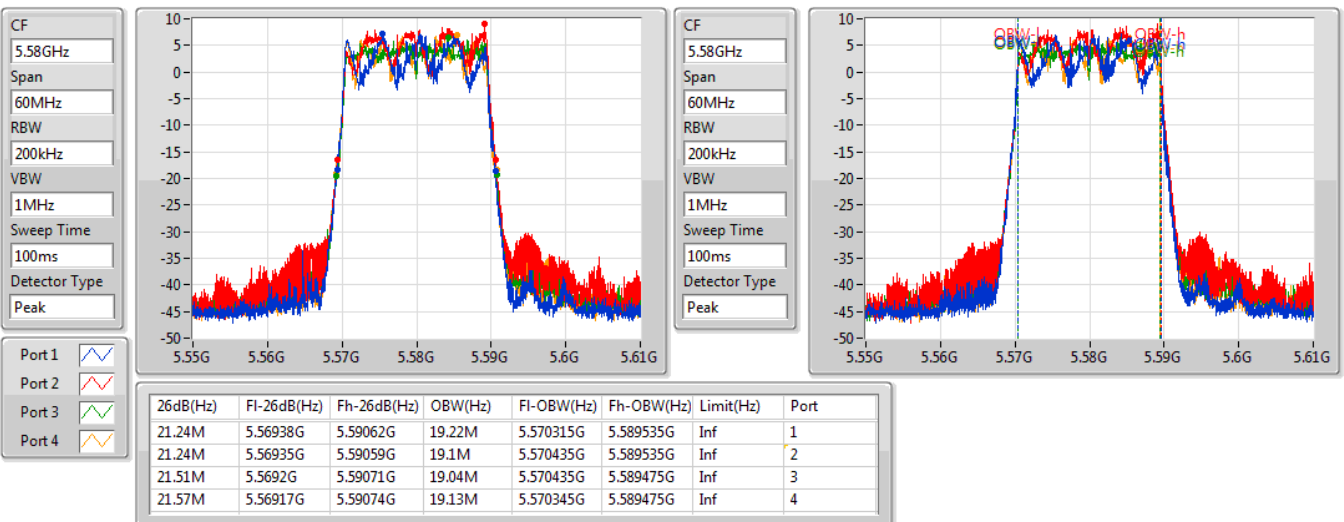 CF
5.58GHz
Span
60MHz
RBW
200kHz
VBW
1MHz
Sweep Time
100ms
Detector Type
Peak
10
5
0
-5
-10
-15
-20
-25
-30
-35
-40
-45
-50
5.55G 5.56G 5.57G 5.58G 5.59G 5.6G 5.61G
CF
5.58GHz
Span
60MHz
RBW
200kHz
VBW
1MHz
Sweep Time
100ms
Detector Type
Peak
10
5
0
-5
-10
-15
-20
-25
-30
-35
-40
-45
-50
OBW-h
5.55G 5.56G 5.57G 5.58G 5.59G 5.6G 5.61G
Port 1
Port 2
Port 3
Port 4
26dB(Hz) Fl-26dB(Hz) Fh-26dB(Hz) OBW(Hz) Fl-OBW(Hz) Fh-OBW(Hz) Limit(Hz) Port
21.24M 5.56938G 5.59062G 19.22M 5.570315G 5.589535G Inf 1
21.24M 5.56935G 5.59059G 19.1M 5.570435G 5.589535G Inf 2
21.51M 5.5692G 5.59071G 19.04M 5.570435G 5.589475G Inf 3
21.57M 5.56917G 5.59074G 19.13M 5.570345G 5.589475G Inf 4